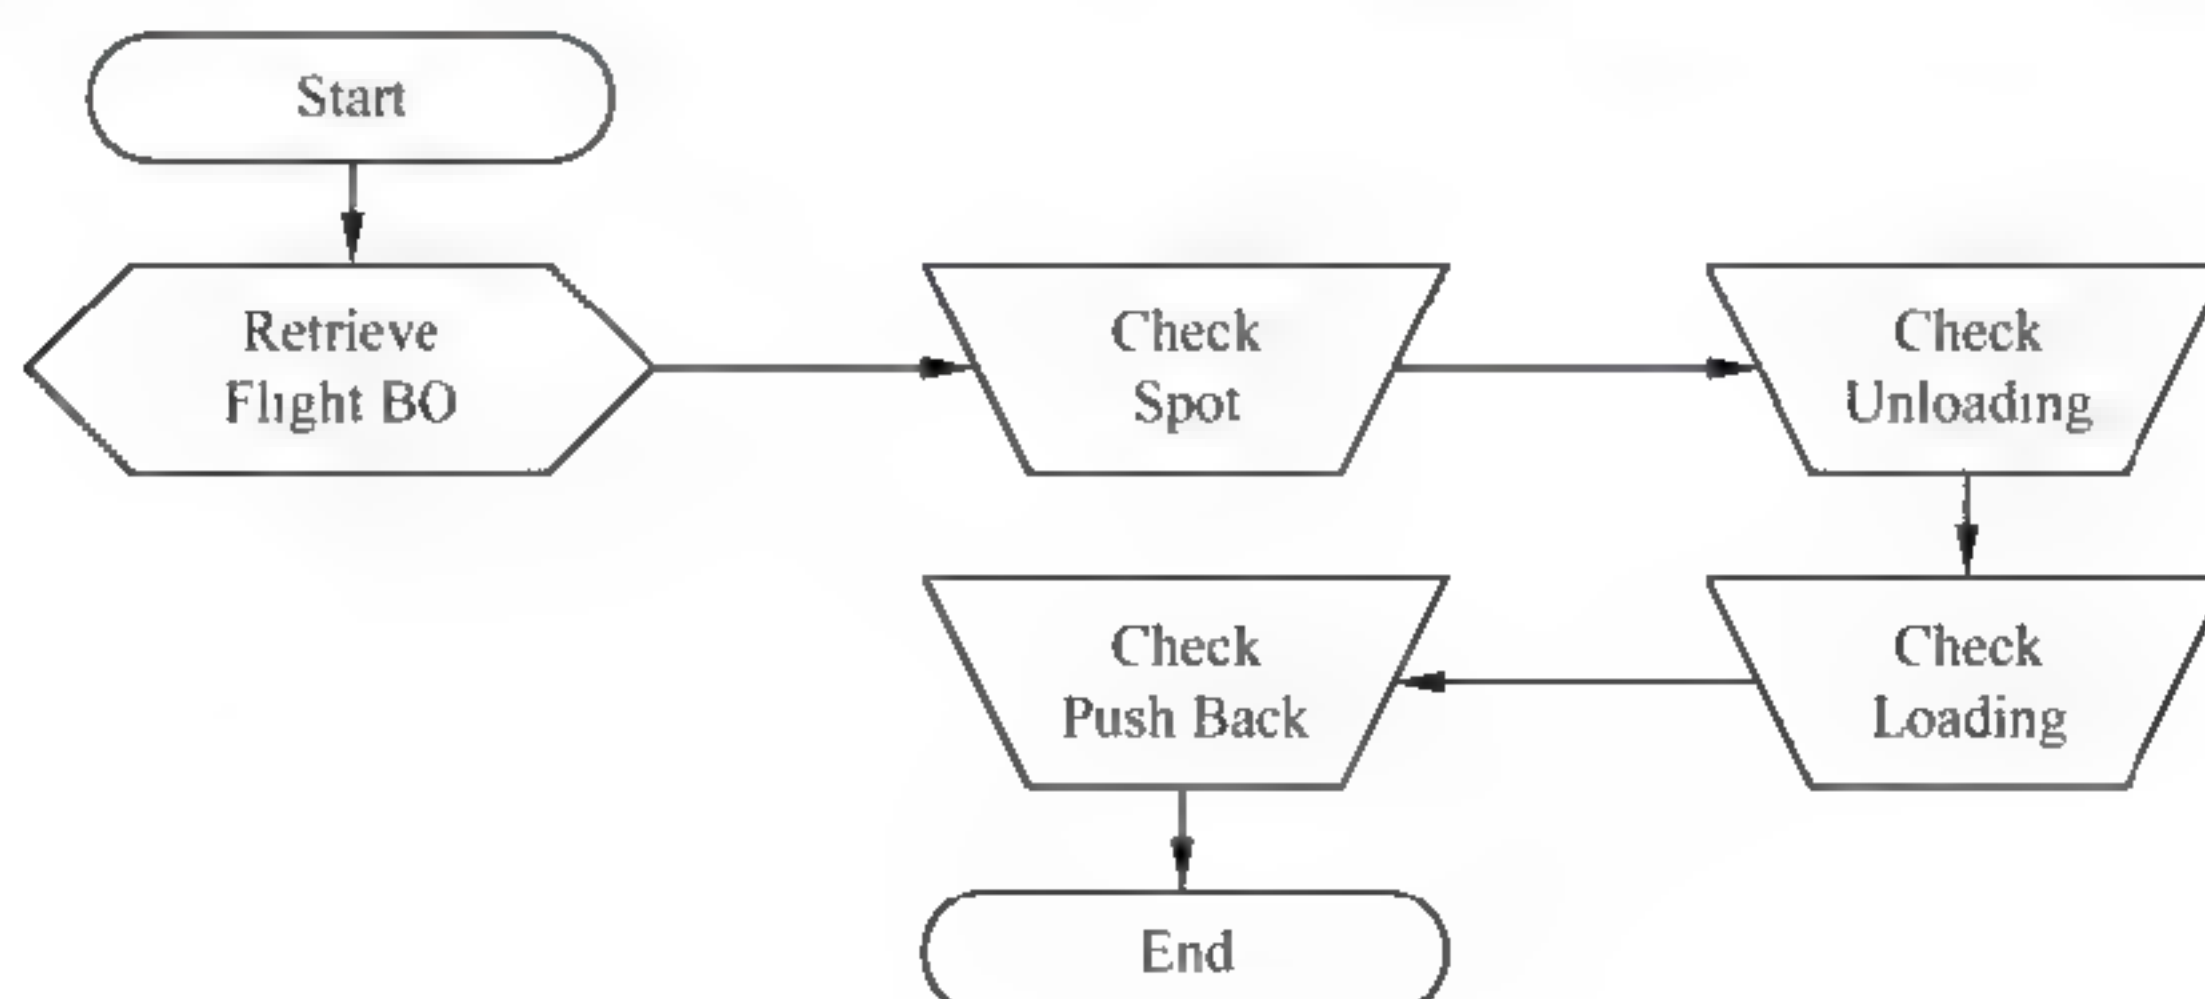 Start
Retrieve
Flight BO
Check
Spot
Check
Unloading
Check
Loading
Check
Push Back
End